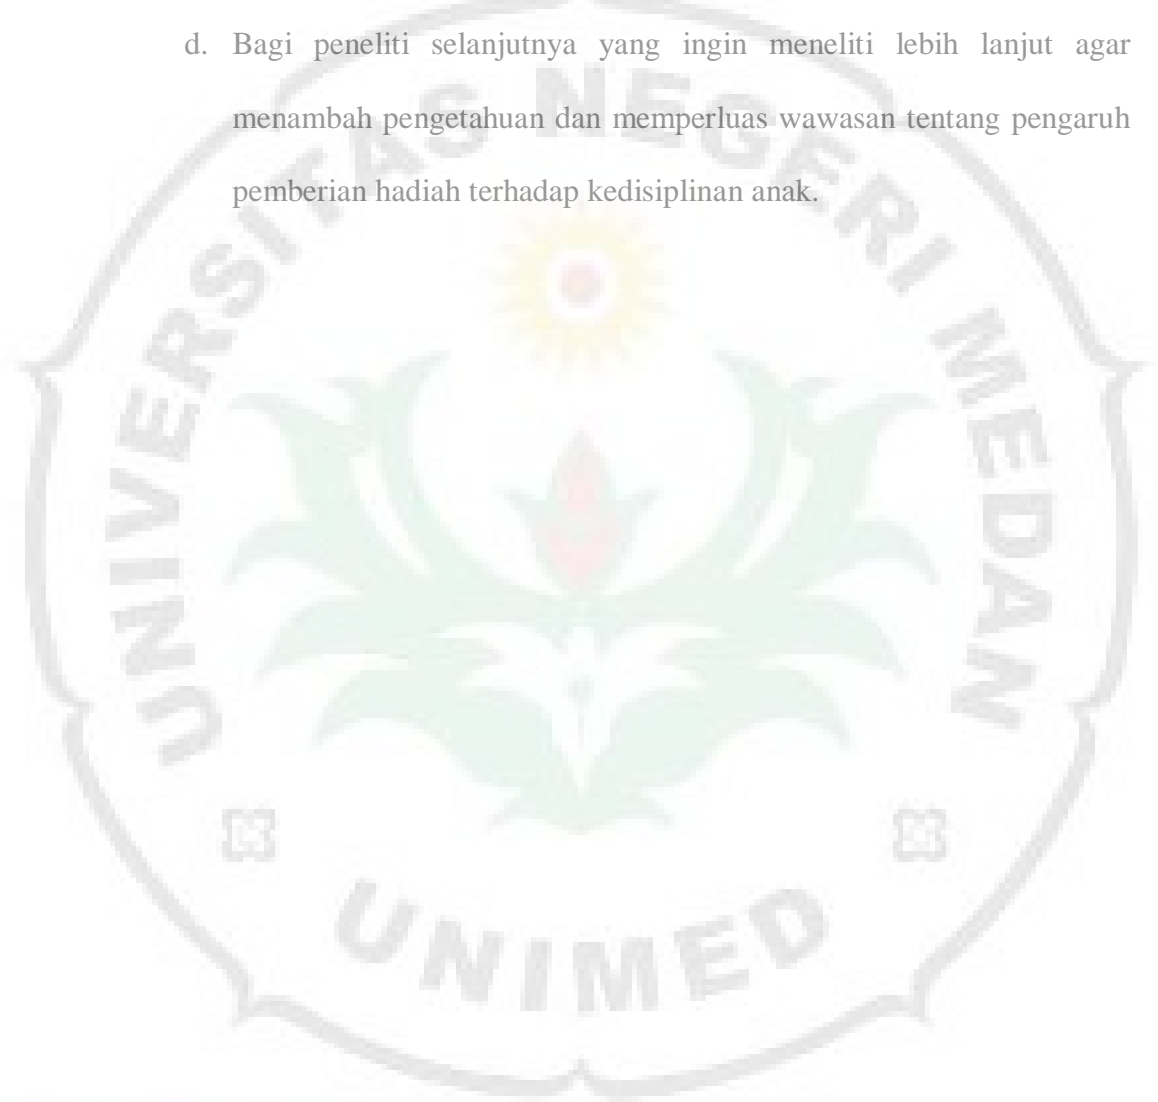 d. Bagi peneliti selanjutnya yang ingin meneliti lebih lanjut agar
menambah pengetahuan dan memperluas wawasan tentang pengaruh
pemberian hadiah terhadap kedisiplinan anak.
UNIVERSITAS NEGERI MEDAN
UNIMED